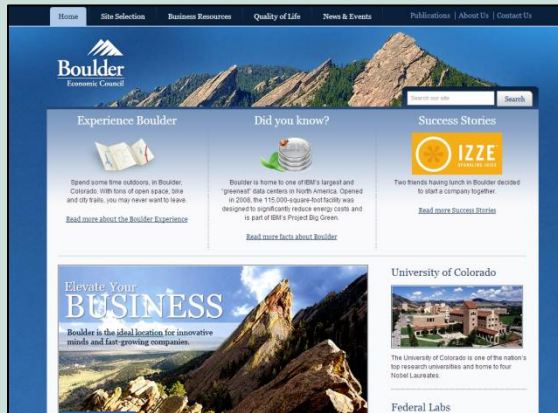 Home Site Selection Business Resources Quality of Life News & Events Publications | About Us | Contact Us
Boulder
Economic Council
Search our site Search
Experience Boulder
Spend some time outdoors, in Boulder,
Colorado. With tons of open space, bike
and city trails, you may never want to leave.
Read more about the Boulder Experience
Did you know?
Boulder is home to one of IBM's largest and
"greenest" data centers in North America. Opened
in 2008, the 115,000-square-foot facility was
designed to significantly reduce energy costs and
is part of IBM's Project Big Green.
Read more facts about Boulder
Success Stories
IZZE
SPARKLING JUICE
Two friends having lunch in Boulder decided
to start a company together.
Read more Success Stories
Elevate Your
BUSINESS
Boulder is the ideal location for innovative
minds and fast-growing companies.
University of Colorado
The University of Colorado is one of the nation's
top research universities and home to four
Nobel Laureates.
Federal Labs